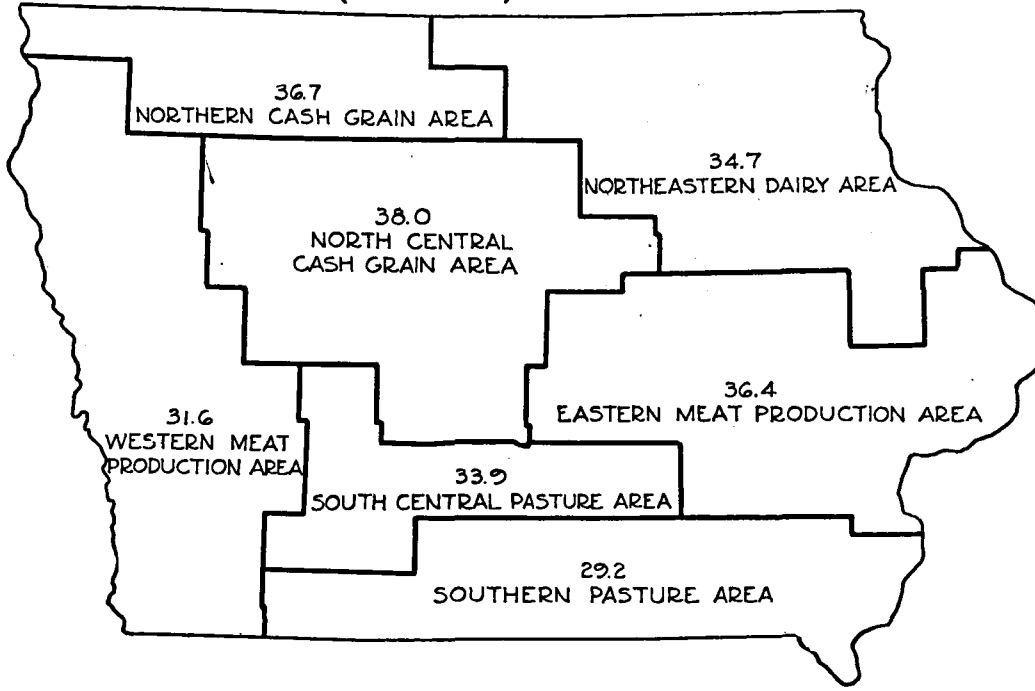 36.7
NORTHERN CASH GRAIN AREA
34.7
NORTHEASTERN DAIRY AREA
38.0
NORTH CENTRAL
CASH GRAIN AREA
36.4
EASTERN MEAT PRODUCTION AREA
31.6
WESTERN MEAT
PRODUCTION AREA
33.9
SOUTH CENTRAL PASTURE AREA
29.2
SOUTHERN PASTURE AREA